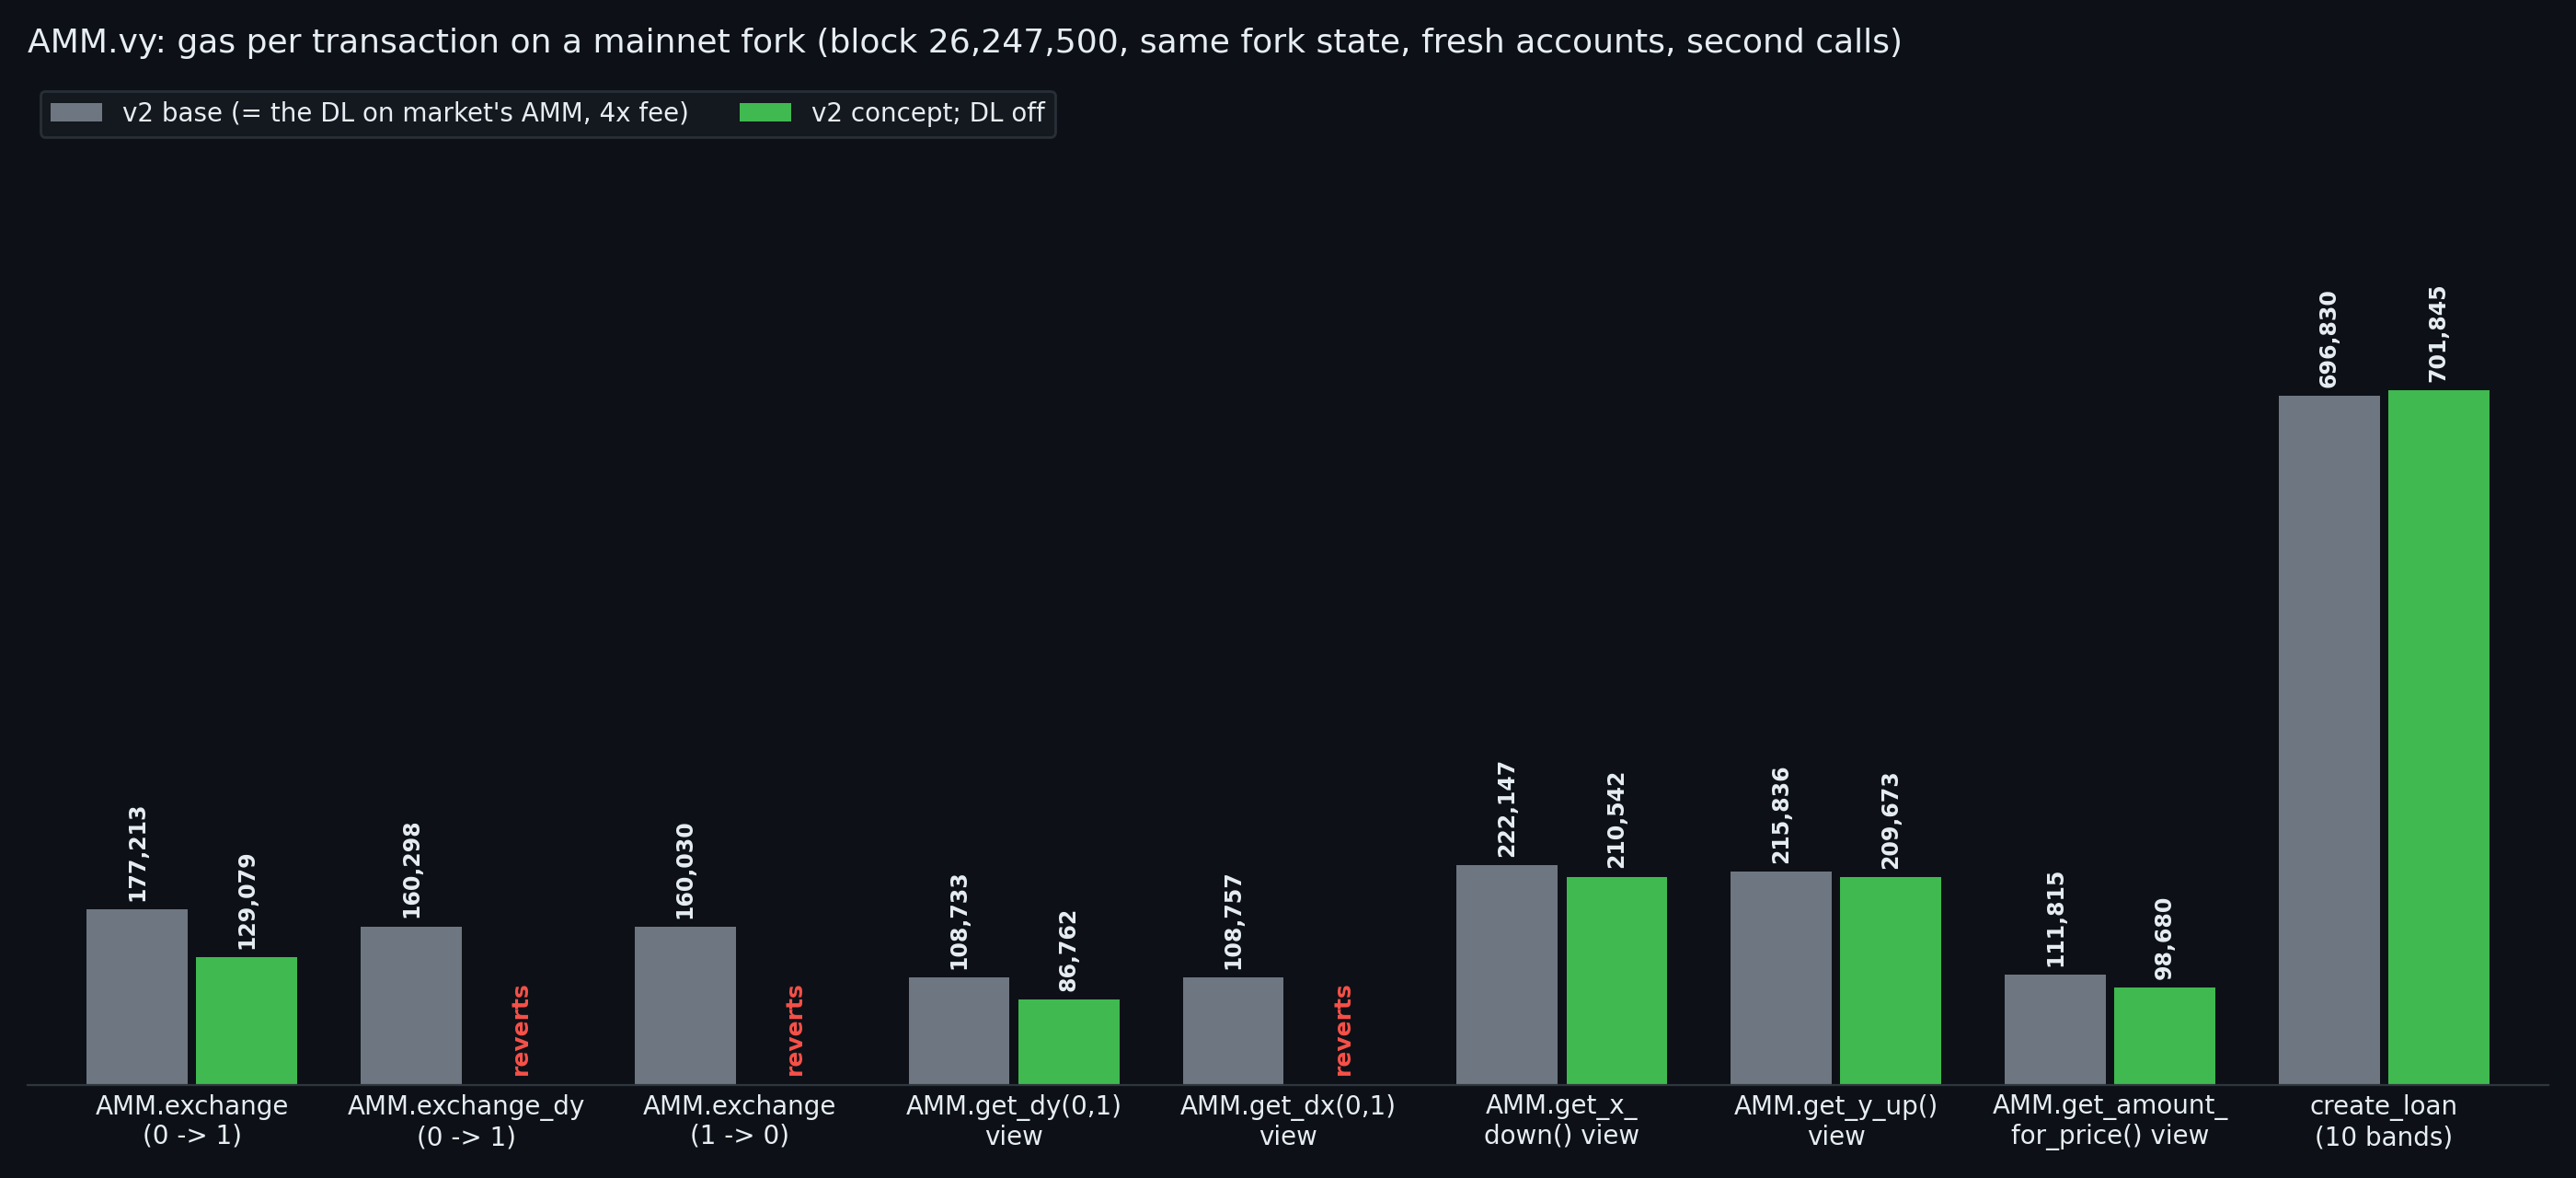 AMM.vy: gas per transaction on a mainnet fork (block 26,247,500, same fork state, fresh accounts, second calls)
v2 base (= the DL on market's AMM, 4x fee)
v2 concept; DL off
177,213
129,079
160,298
reverts
160,030
reverts
108,733
86,762
108,757
reverts
222,147
210,542
215,836
209,673
111,815
98,680
696,830
701,845
AMM.exchange
(0 -> 1)
AMM.exchange_dy
(0 -> 1)
AMM.exchange
(1 -> 0)
AMM.get_dy(0,1)
view
AMM.get_dx(0,1)
view
AMM.get_x_
down() view
AMM.get_y_up()
view
AMM.get_amount_
for_price() view
create_loan
(10 bands)